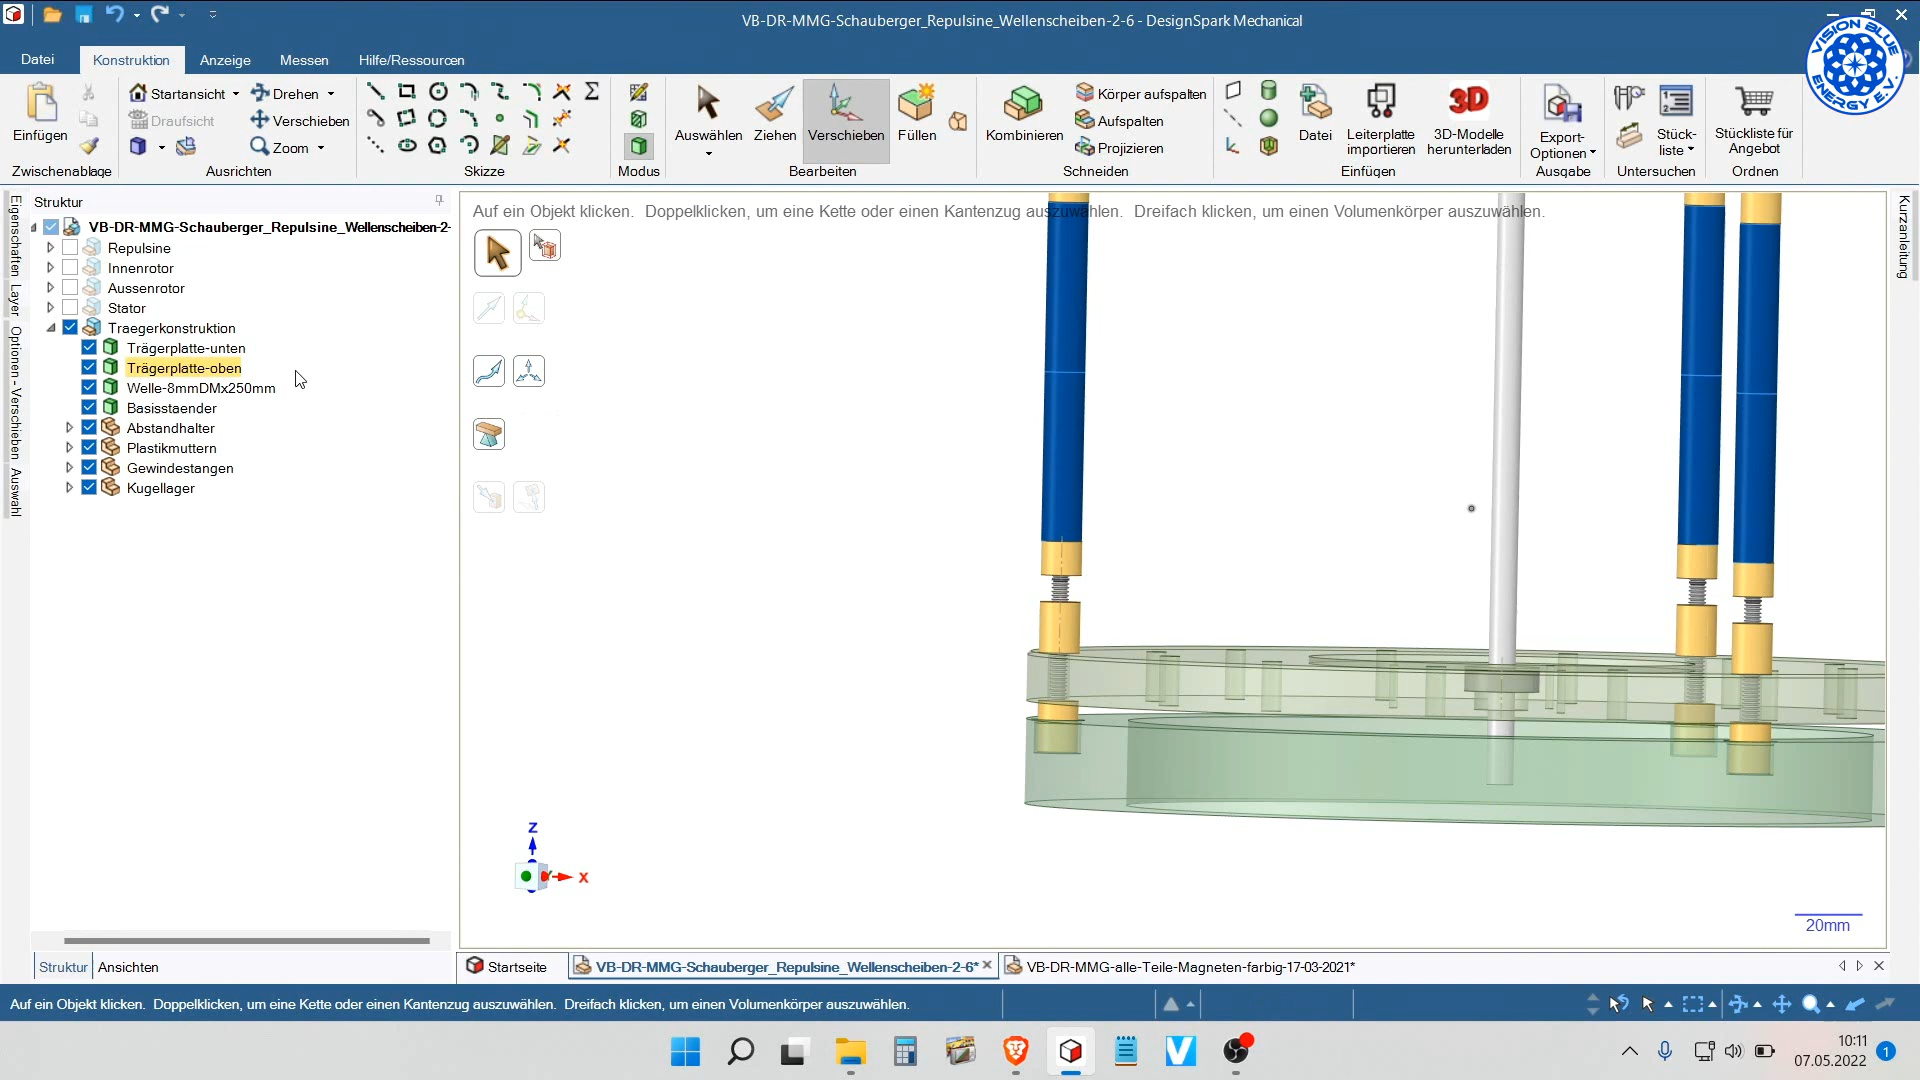 VB-DR-MMG-Schauberger_Repulsine_Wellenscheiben-2-6 - DesignSpark Mechanical
VISION BLUE ENERGY E.V.
Datei
Konstruktion
Anzeige
Messen
Hilfe/Ressourcen
Einfügen
Zwischenablage
Startansicht
Draufsicht
Drehen
Verschieben
Zoom
Ausrichten
Skizze
Modus
Auswählen
Ziehen
Verschieben
Füllen
Bearbeiten
Kombinieren
Körper aufspalten
Aufspalten
Projizieren
Schneiden
Datei
Leiterplatte
importieren
3D
3D-Modelle
herunterladen
Einfügen
Export-
Optionen
Ausgabe
Stück-
liste
Untersuchen
Stückliste für
Angebot
Ordnen
Eigenschaften
Layer
Optionen - Verschieben
Auswahl
Kurzanleitung
Struktur
VB-DR-MMG-Schauberger_Repulsine_Wellenscheiben-2-
Repulsine
Innenrotor
Aussenrotor
Stator
Traegerkonstruktion
Trägerplatte-unten
Trägerplatte-oben
Welle-8mmDMx250mm
Basisstaender
Abstandhalter
Plastikmuttern
Gewindestangen
Kugellager
Auf ein Objekt klicken. Doppelklicken, um eine Kette oder einen Kantenzug auszuwählen. Dreifach klicken, um einen Volumenkörper auszuwählen.
Z
X
20mm
Struktur
Ansichten
Startseite
VB-DR-MMG-Schauberger_Repulsine_Wellenscheiben-2-6*
VB-DR-MMG-alle-Teile-Magneten-farbig-17-03-2021*
Auf ein Objekt klicken. Doppelklicken, um eine Kette oder einen Kantenzug auszuwählen. Dreifach klicken, um einen Volumenkörper auszuwählen.
10:11
07.05.2022
1